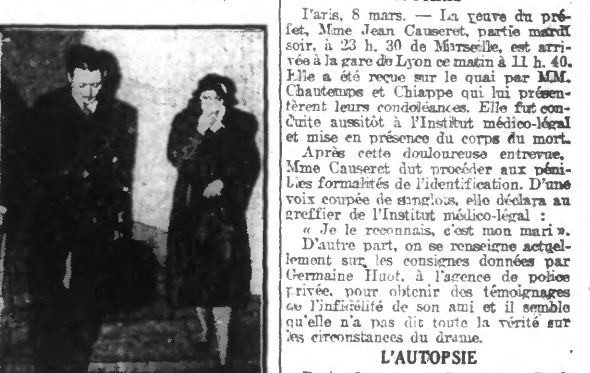 Paris, 8 mars. — La veuve du pré-
fet, Mme Jean Causeret, partie mardi
soir, à 23 h. 30 de Marseille, est arri-
vée à la gare de Lyon ce matin à 11 h. 40.
Elle a été reçue sur le quai par MM.
Chautemps et Chiappe qui lui présen-
tèrent leurs condoléances. Elle fut con-
duite aussitôt à l'Institut médico-légal
et mise en présence du corps du mort.
Après cette douloureuse entrevue,
Mme Causeret dut procéder aux péni-
bles formalités de l'identification. D'une
voix coupée de sanglots, elle déclara au
greffier de l'Institut médico-légal :
« Je le reconnais, c'est mon mari ».
D'autre part, on se renseigne actuel-
lement sur les consignes données par
Germaine Huot, à l'agence de police
privée, pour obtenir des témoignages
de l'infidélité de son ami et il semble
qu'elle n'a pas dit toute la vérité sur
les circonstances du drame.
L'AUTOPSIE